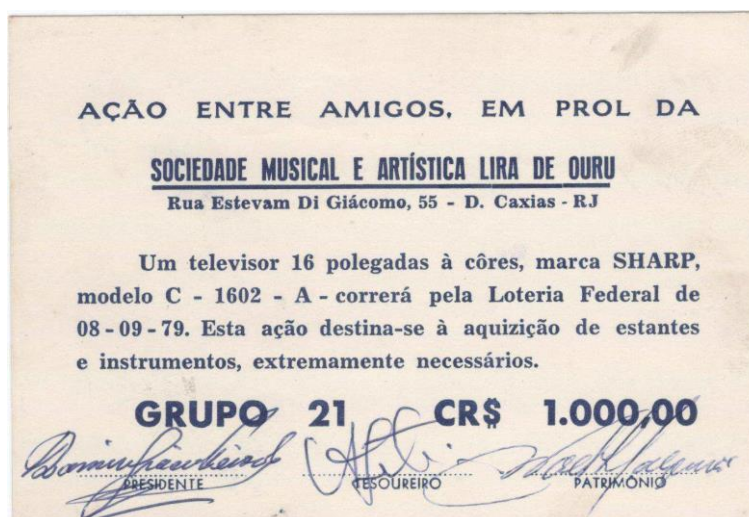 AÇÃO ENTRE AMIGOS, EM PROL DA
SOCIEDADE MUSICAL E ARTÍSTICA LIRA DE OURU
Rua Estevam Di Giácomo, 55 - D. Caxias - RJ
Um televisor 16 polegadas à côres, marca SHARP,
modelo C - 1602 - A - correrá pela Loteria Federal de
08 - 09 - 79. Esta ação destina-se à aquizição de estantes
e instrumentos, extremamente necessários.
GRUPO 21 CR$ 1.000,00
PRESIDENTE TESOUREIRO PATRIMÔNIO